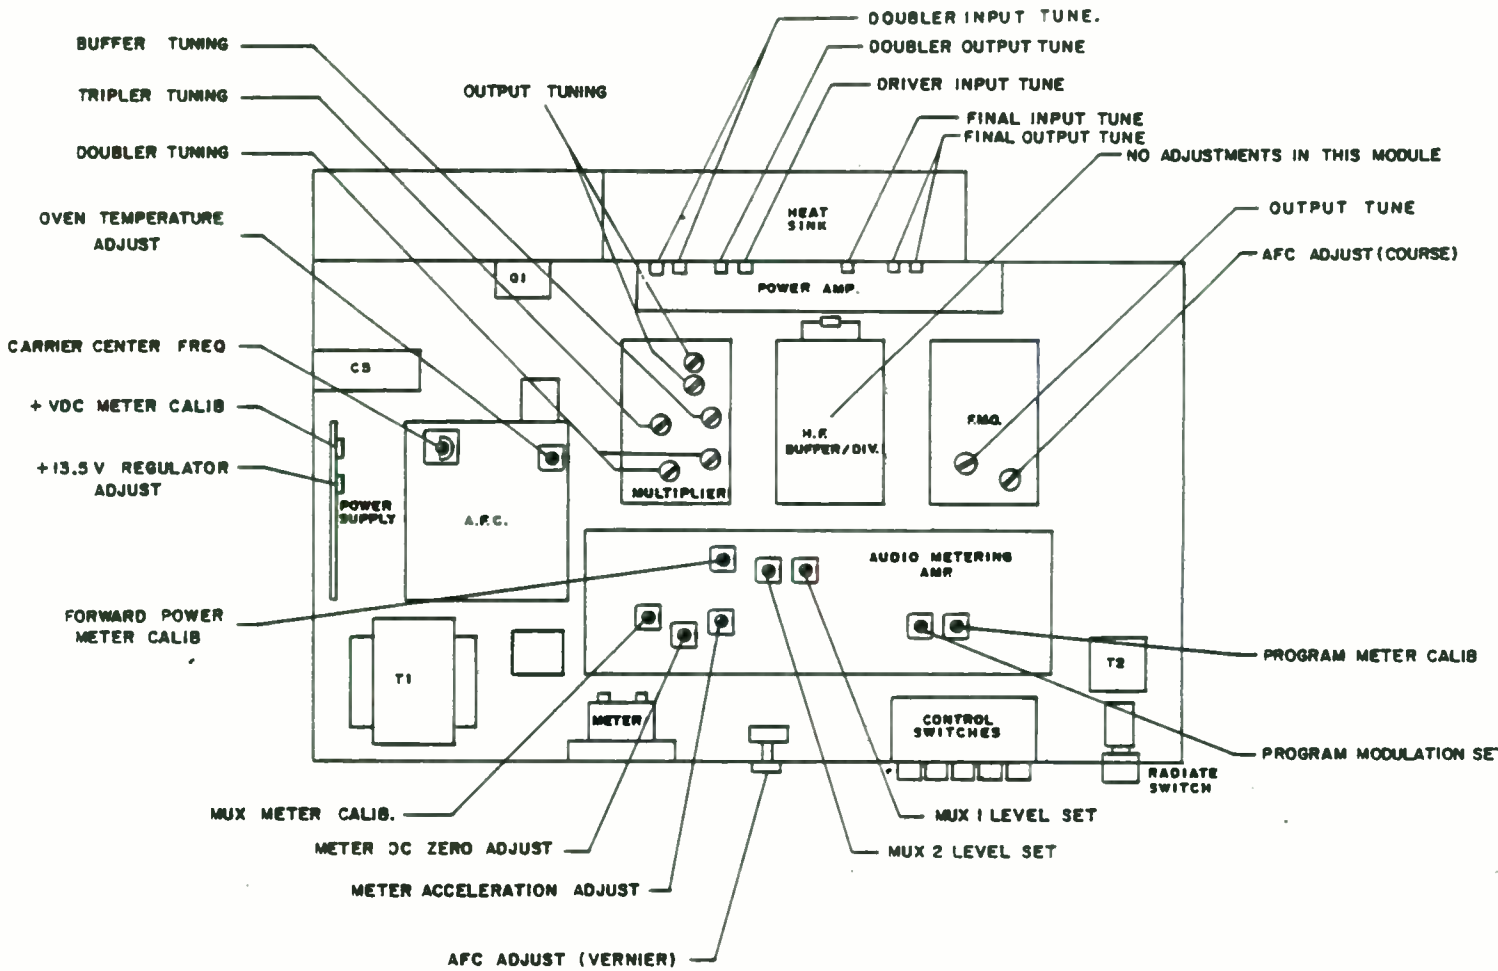 DOUBLER INPUT TUNE.
BUFFER TUNING
DOUBLER OUTPUT TUNE
TRIPLER TUNING
OUTPUT TUNING
DRIVER INPUT TUNE
FINAL INPUT TUNE
FINAL OUTPUT TUNE
DOUBLER TUNING
NO ADJUSTMENTS IN THIS MODULE
OVEN TEMPERATURE
ADJUST
HEAT
SINK
OUTPUT TUNE
AFC ADJUST (COURSE)
Q1
POWER AMP.
CARRIER CENTER FREQ
C5
+ VDC METER CALIB
+13.5 V REGULATOR
ADJUST
H.F.
BUFFER/DIV.
F.M.O.
MULTIPLIER
POWER
SUPPLY
A.F.C.
AUDIO METERING
AMP.
FORWARD POWER
METER CALIB
PROGRAM METER CALIB
T1
T2
METER
CONTROL
SWITCHES
PROGRAM MODULATION SET
RADIATE
SWITCH
MUX METER CALIB.
MUX 1 LEVEL SET
METER DC ZERO ADJUST
MUX 2 LEVEL SET
METER ACCELERATION ADJUST
AFC ADJUST (VERNIER)